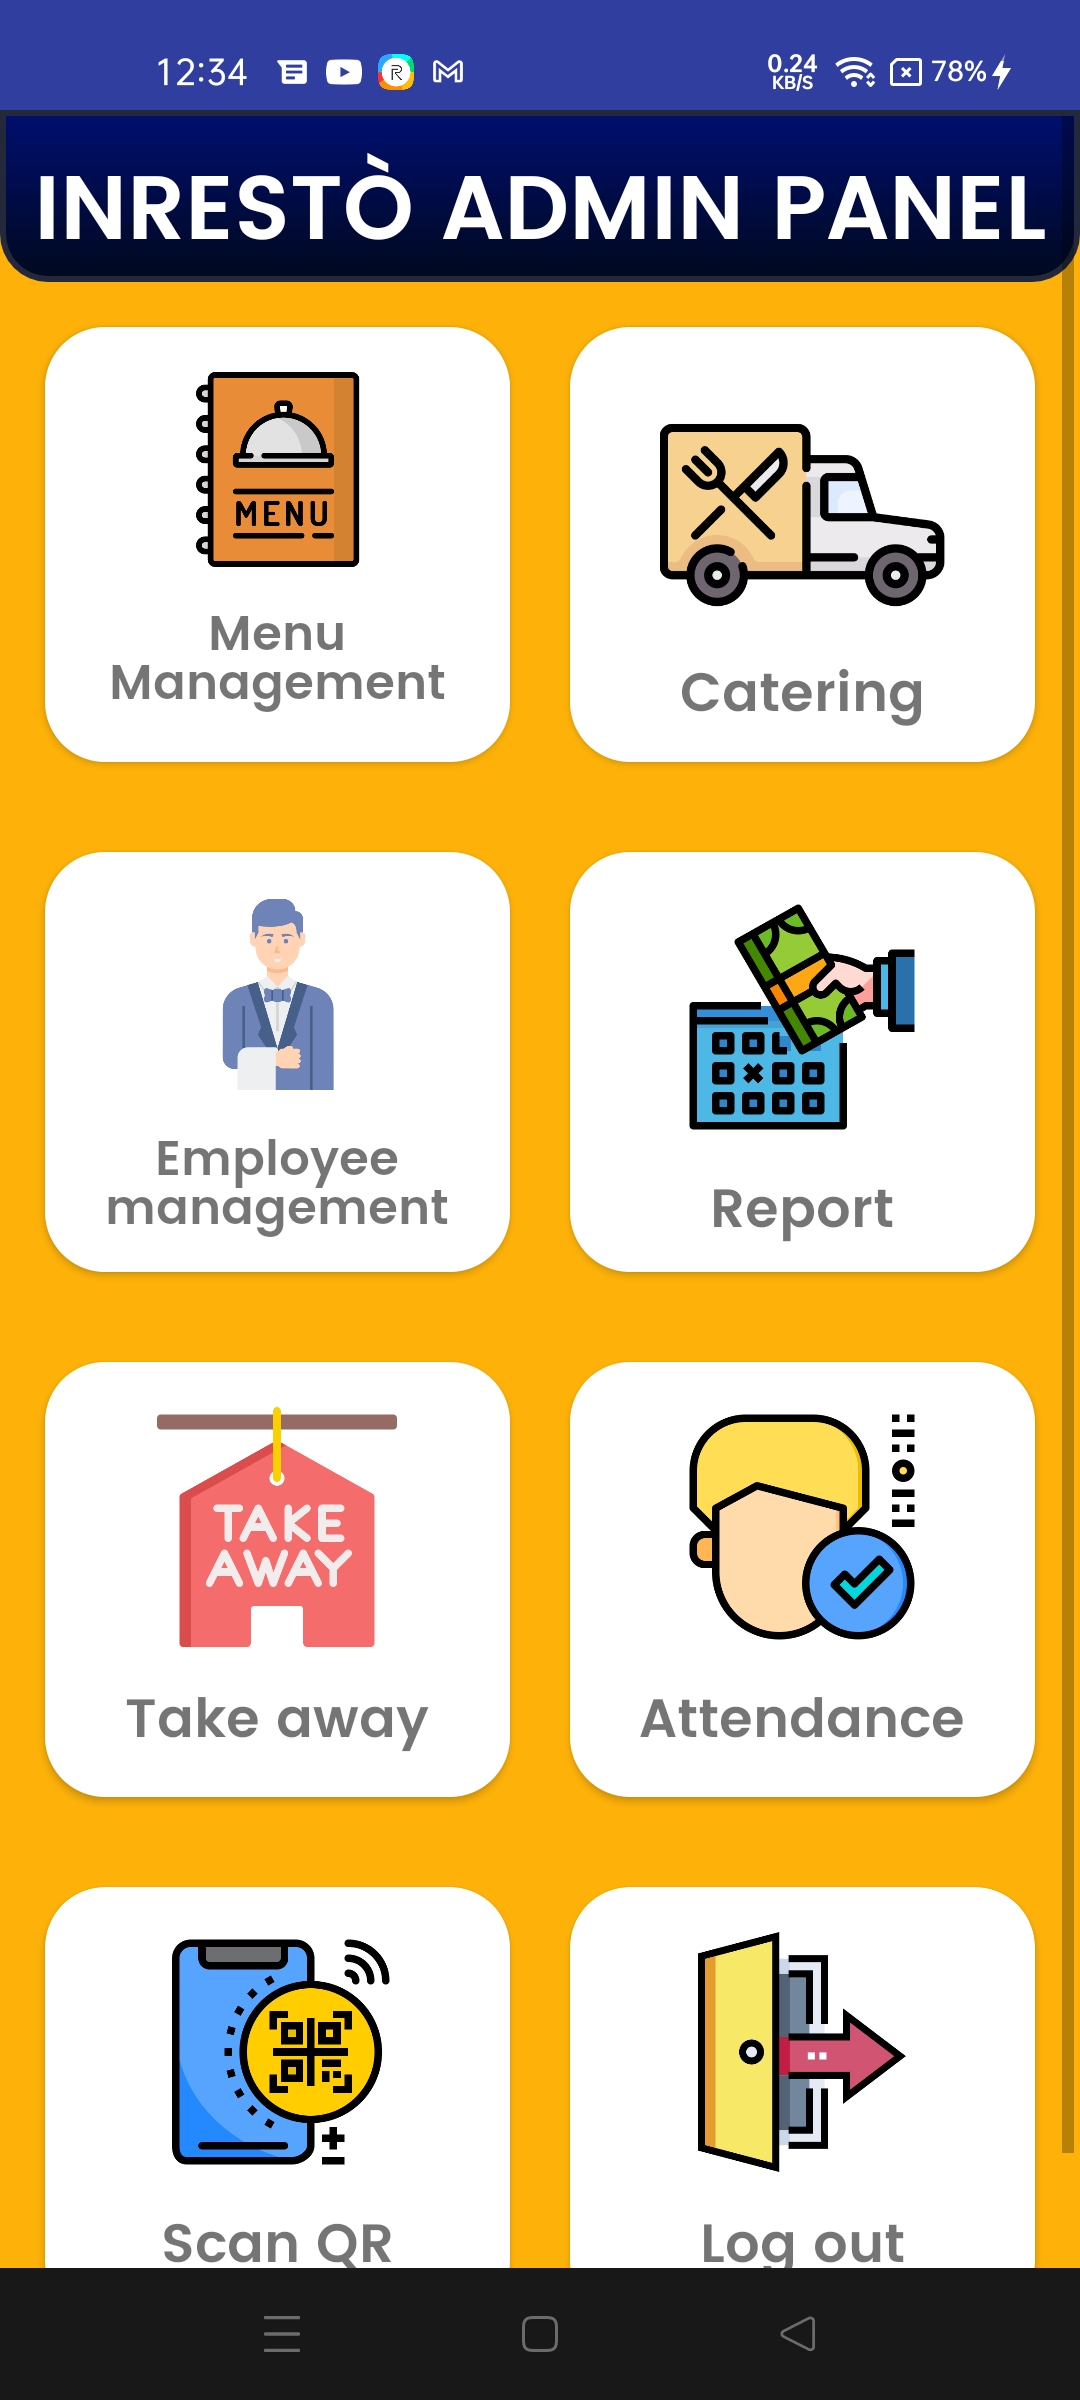 12:34
0.24
KB/S
78%
INRESTÒ ADMIN PANEL
MENU
Menu
Management
Catering
Employee
management
Report
TAKE
AWAY
Take away
Attendance
Scan QR
Log out